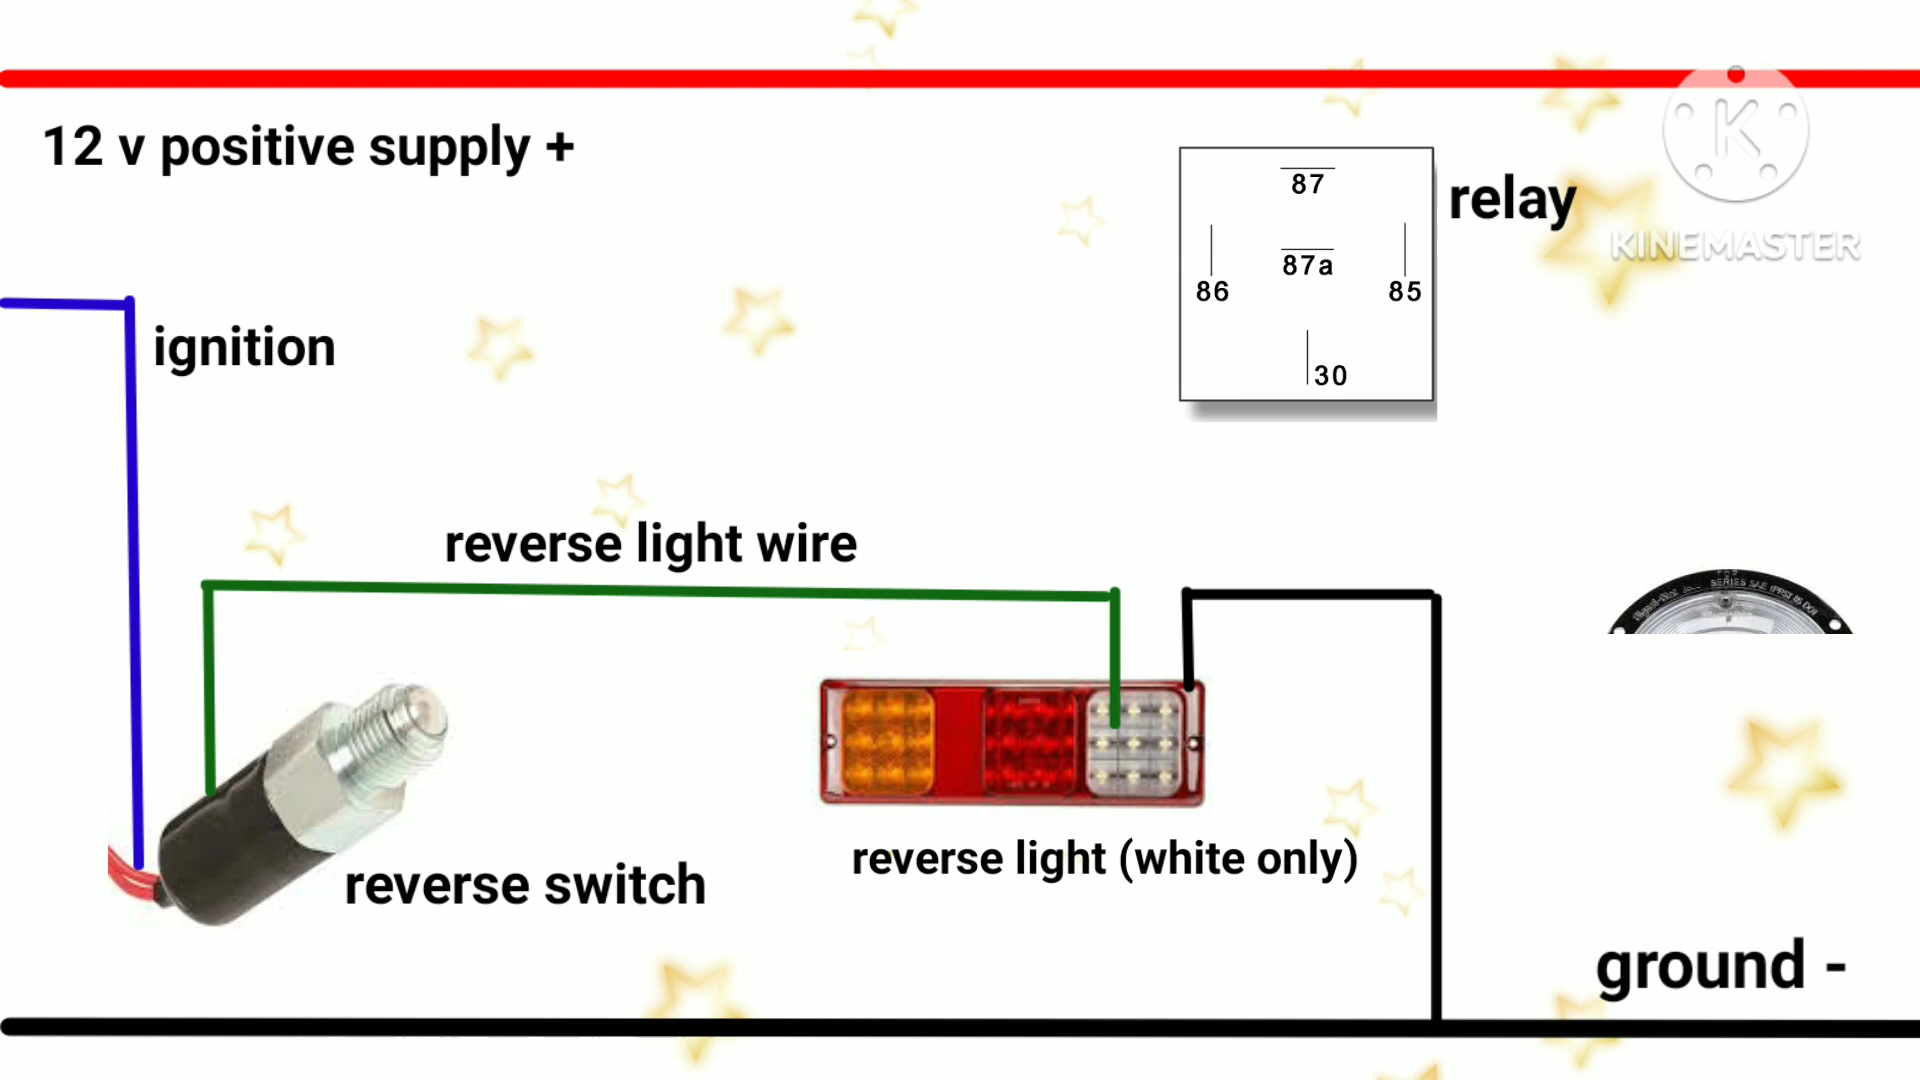 12 v positive supply +
87
relay
K
KINEMASTER
87a
86
85
ignition
30
reverse light wire
reverse switch
reverse light (white only)
ground -